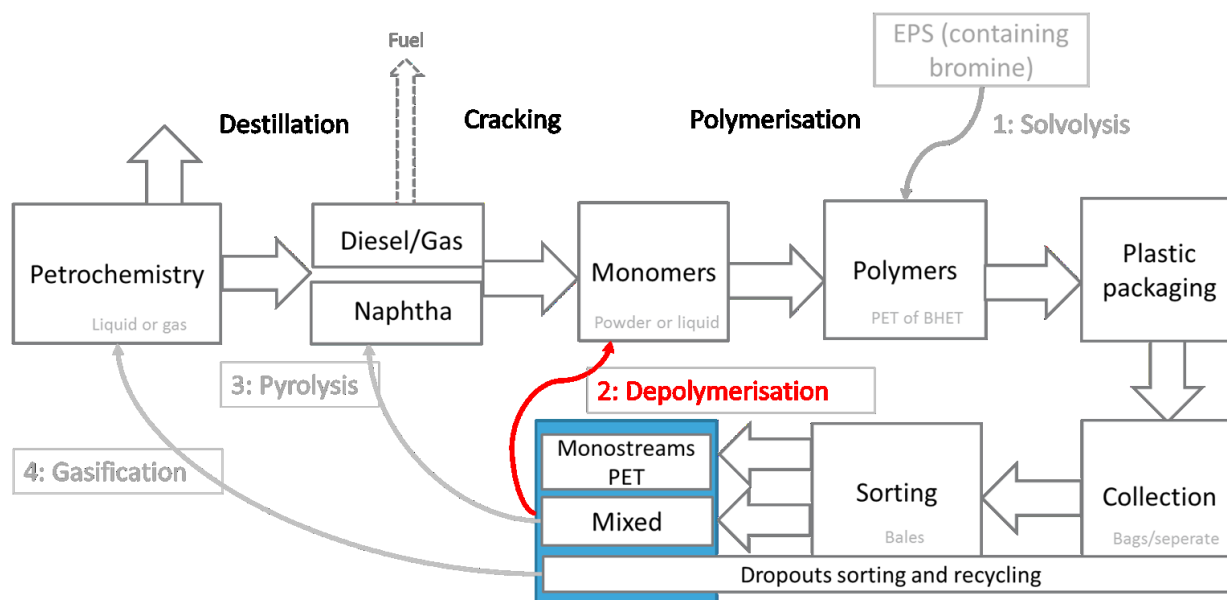 Fuel
EPS (containing
bromine)
Destillation
Cracking
Polymerisation
1: Solvolysis
Petrochemistry
Liquid or gas
Diesel/Gas
Naphtha
Monomers
Powder or liquid
Polymers
PET of BHET
Plastic
packaging
3: Pyrolysis
2: Depolymerisation
4: Gasification
Monostreams
PET
Mixed
Sorting
Bales
Collection
Bags/seperate
Dropouts sorting and recycling